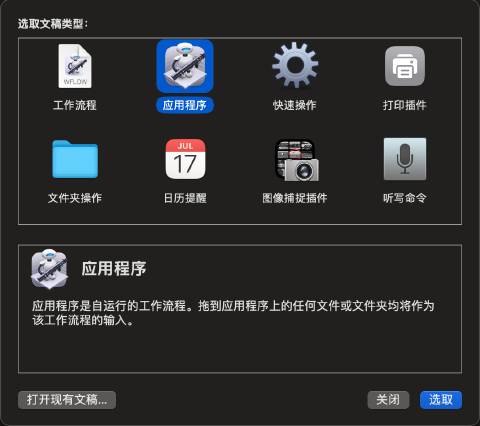 选取文稿类型：
WFLOW
工作流程
应用程序
快速操作
打印插件
JUL
17
文件夹操作
日历提醒
图像捕捉插件
听写命令
应用程序
应用程序是自运行的工作流程。拖到应用程序上的任何文件或文件夹均将作为
该工作流程的输入。
打开现有文稿...
关闭
选取